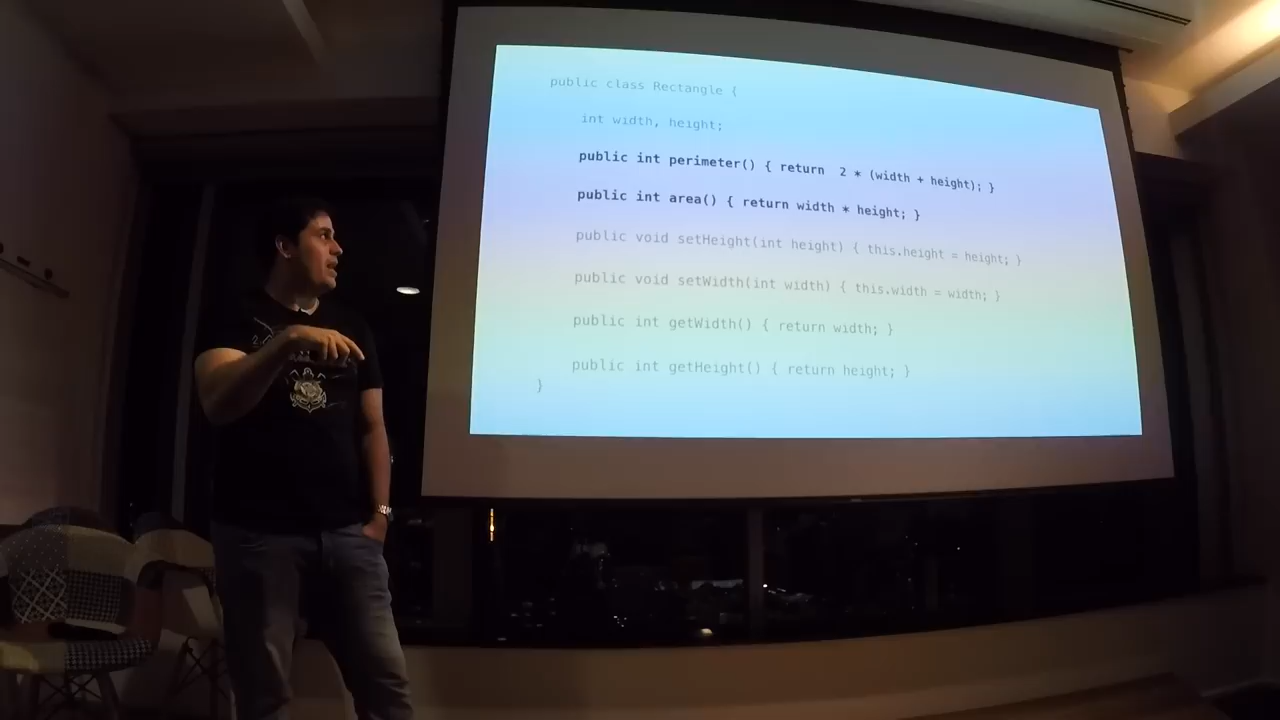 public class Rectangle {
int width, height;
public int perimeter() { return  2 * (width + height); }
public int area() { return width * height; }
public void setHeight(int height) { this.height = height; }
public void setWidth(int width) { this.width = width; }
public int getWidth() { return width; }
public int getHeight() { return height; }
}